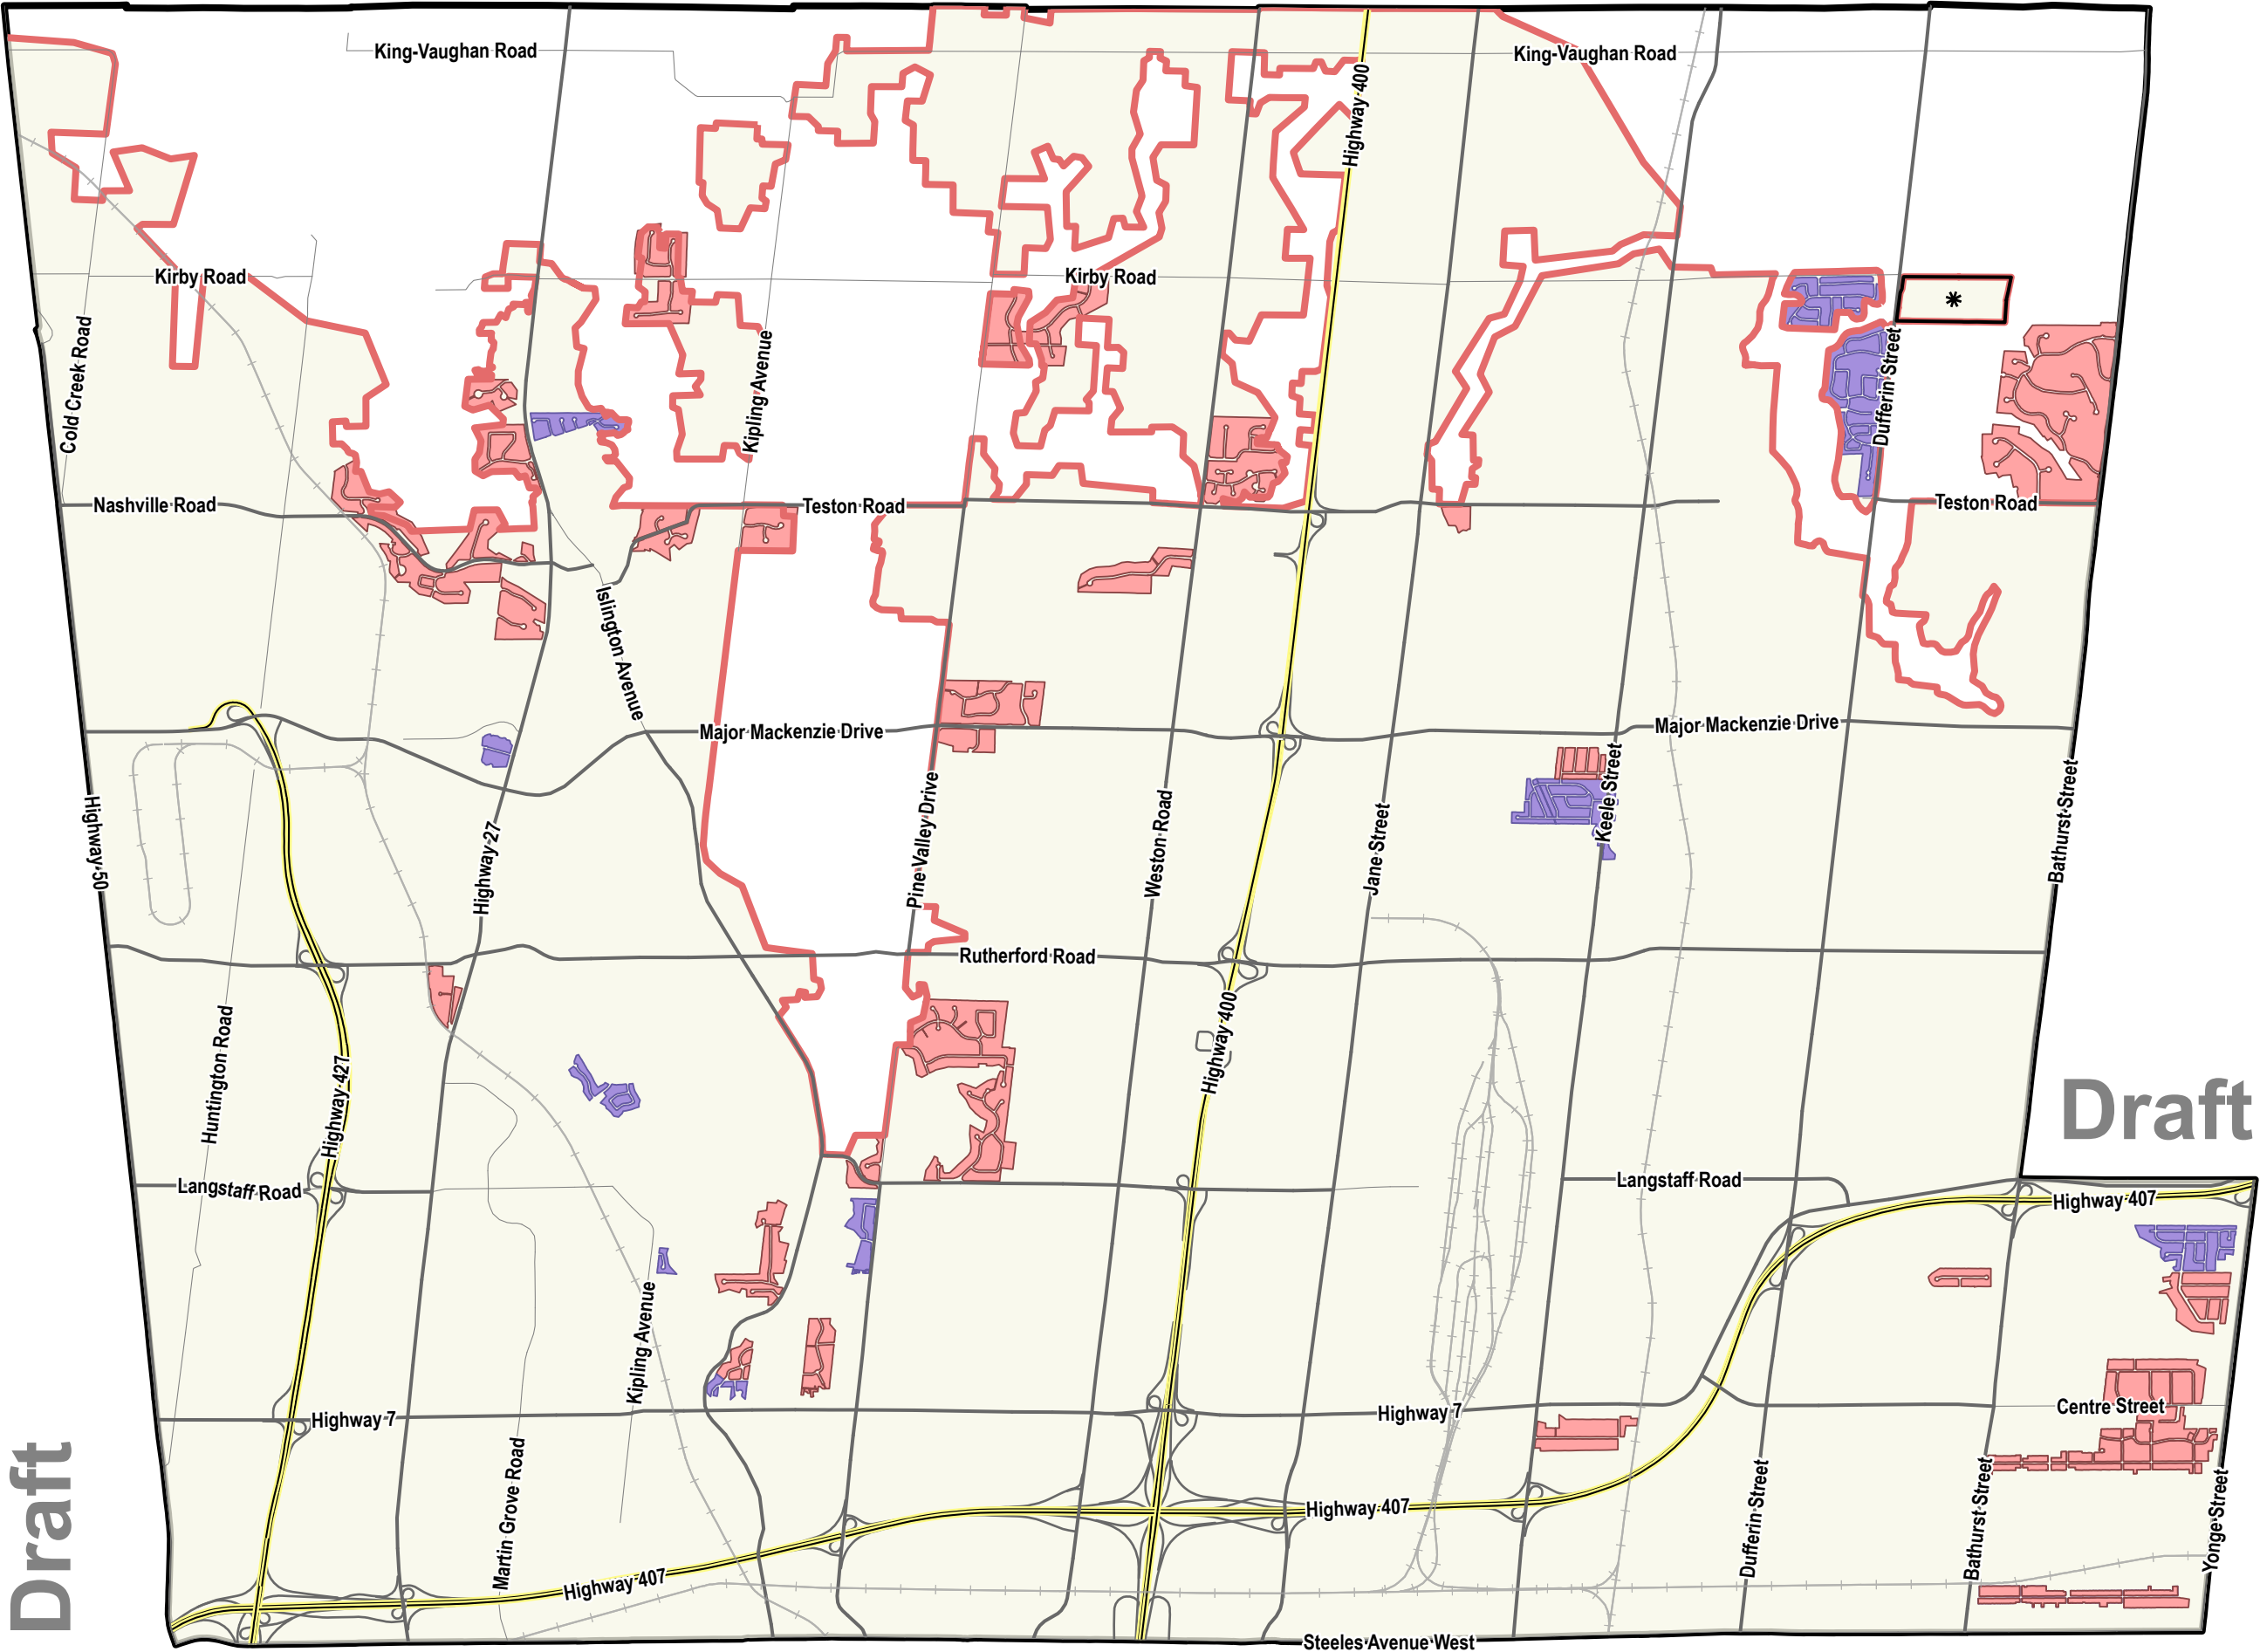 King-Vaughan Road
King-Vaughan Road
Highway 400
Kirby Road
Kirby Road
Cold Creek Road
Kipling Avenue
Dufferin Street
*
Nashville Road
Teston Road
Teston Road
Islington Avenue
Major Mackenzie Drive
Major Mackenzie Drive
Highway 50
Highway 27
Pine Valley Drive
Weston Road
Jane Street
Keele Street
Bathurst Street
Rutherford Road
Huntington Road
Highway 427
Highway 400
Draft
Langstaff Road
Langstaff Road
Highway 407
Kipling Avenue
Highway 7
Highway 7
Centre Street
Draft
Martin Grove Road
Highway 407
Highway 407
Dufferin Street
Bathurst Street
Yonge Street
Steeles Avenue West